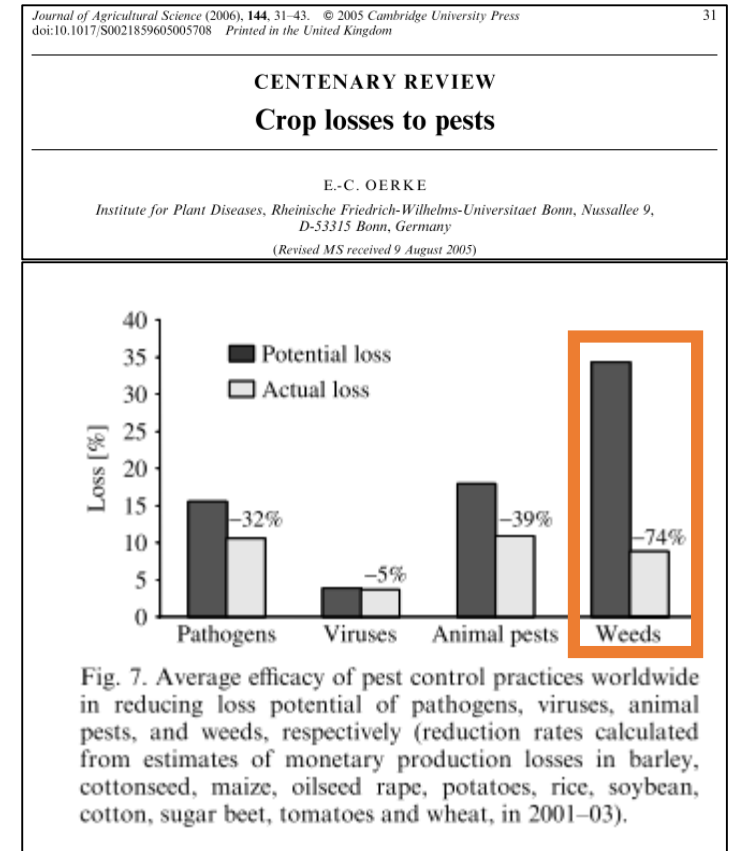 Journal of Agricultural Science (2006), 144, 31–43. © 2005 Cambridge University Press 31
doi:10.1017/S0021859605005708 Printed in the United Kingdom
CENTENARY REVIEW
Crop losses to pests
E.-C. OERKE
Institute for Plant Diseases, Rheinische Friedrich-Wilhelms-Universitaet Bonn, Nussallee 9,
D-53315 Bonn, Germany
(Revised MS received 9 August 2005)
40
35
30
25
20
15
10
5
0
Loss [%]
Potential loss
Actual loss
–32%
–5%
–39%
–74%
Pathogens Viruses Animal pests Weeds
Fig. 7. Average efficacy of pest control practices worldwide
in reducing loss potential of pathogens, viruses, animal
pests, and weeds, respectively (reduction rates calculated
from estimates of monetary production losses in barley,
cottonseed, maize, oilseed rape, potatoes, rice, soybean,
cotton, sugar beet, tomatoes and wheat, in 2001–03).